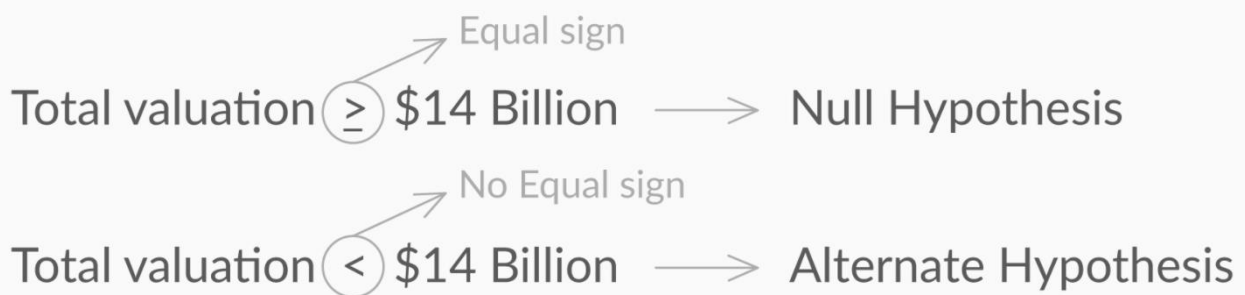 Equal sign
Total valuation ≥ $14 Billion Null Hypothesis
No Equal sign
Total valuation < $14 Billion Alternate Hypothesis